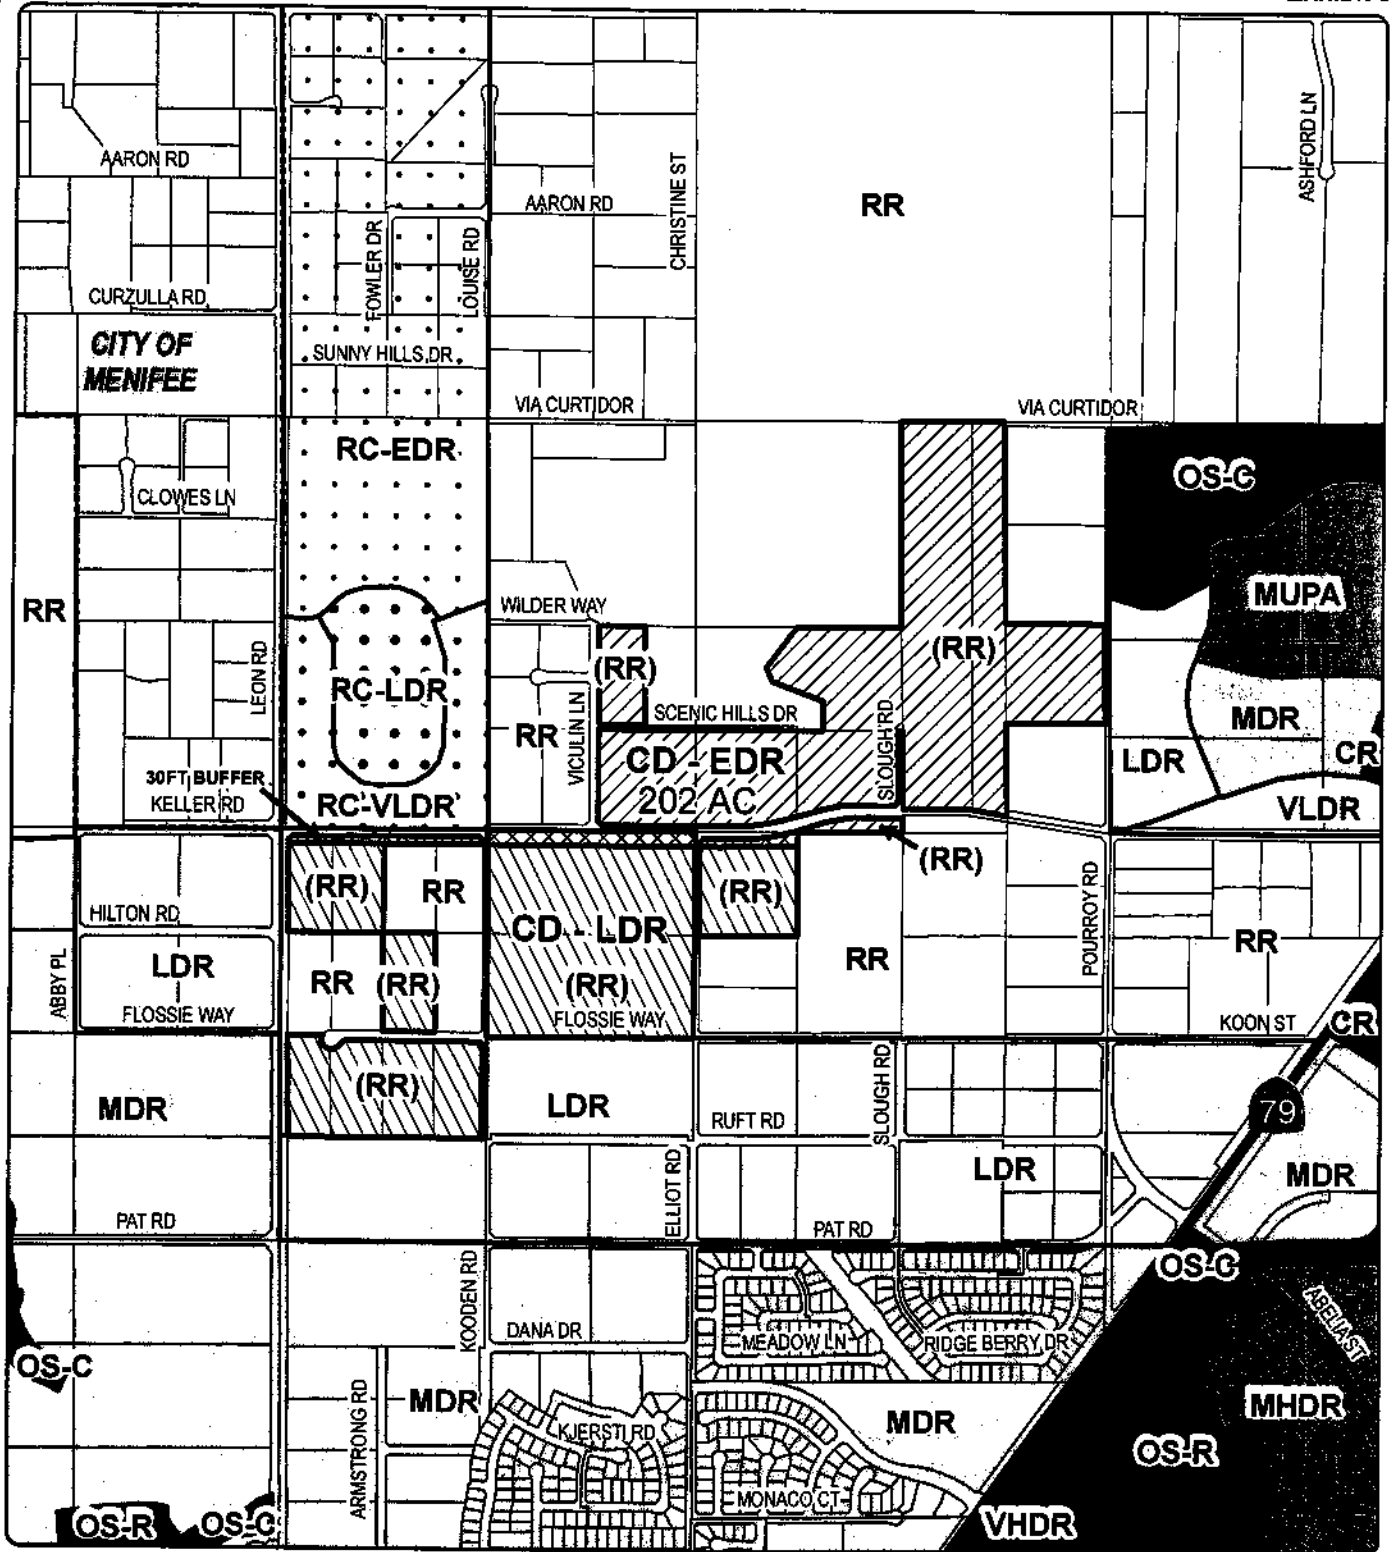 AARON RD
ASHFORD LN
CHRISTINE ST
AARON RD
RR
FOWLER DR
LOUISE RD
CURZULLA RD
CITY OF
MENIFEE
SUNNY HILLS DR
VIA CURTIDOR
VIA CURTIDOR
RC-EDR
OS-C
CLOWES LN
MUPA
RR
WILDER WAY
(RR)
(RR)
LEON RD
RC-LDR
SCENIC HILLS DR
MDR
RR
VICULIN LN
SLOUGH RD
CD - EDR
202 AC
LDR
CR
30FT BUFFER
KELLER RD
RC-VLDR
VLDR
(RR)
(RR)
RR
(RR)
POURROY RD
HILTON RD
CD - LDR
RR
ABBY PL
LDR
RR
(RR)
(RR)
RR
FLOSSIE WAY
FLOSSIE WAY
KOON ST
CR
(RR)
MDR
LDR
RUFT RD
SLOUGH RD
79
LDR
MDR
ELLIOT RD
PAT RD
PAT RD
OS-C
KOODEN RD
ABELIA ST
DANA DR
MEADOW LN
RIDGE BERRY DR
OS-C
ARMSTRONG RD
MDR
MDR
MHDR
KJERSTI RD
OS-R
MONACO CT
OS-R
OS-C
VHDR